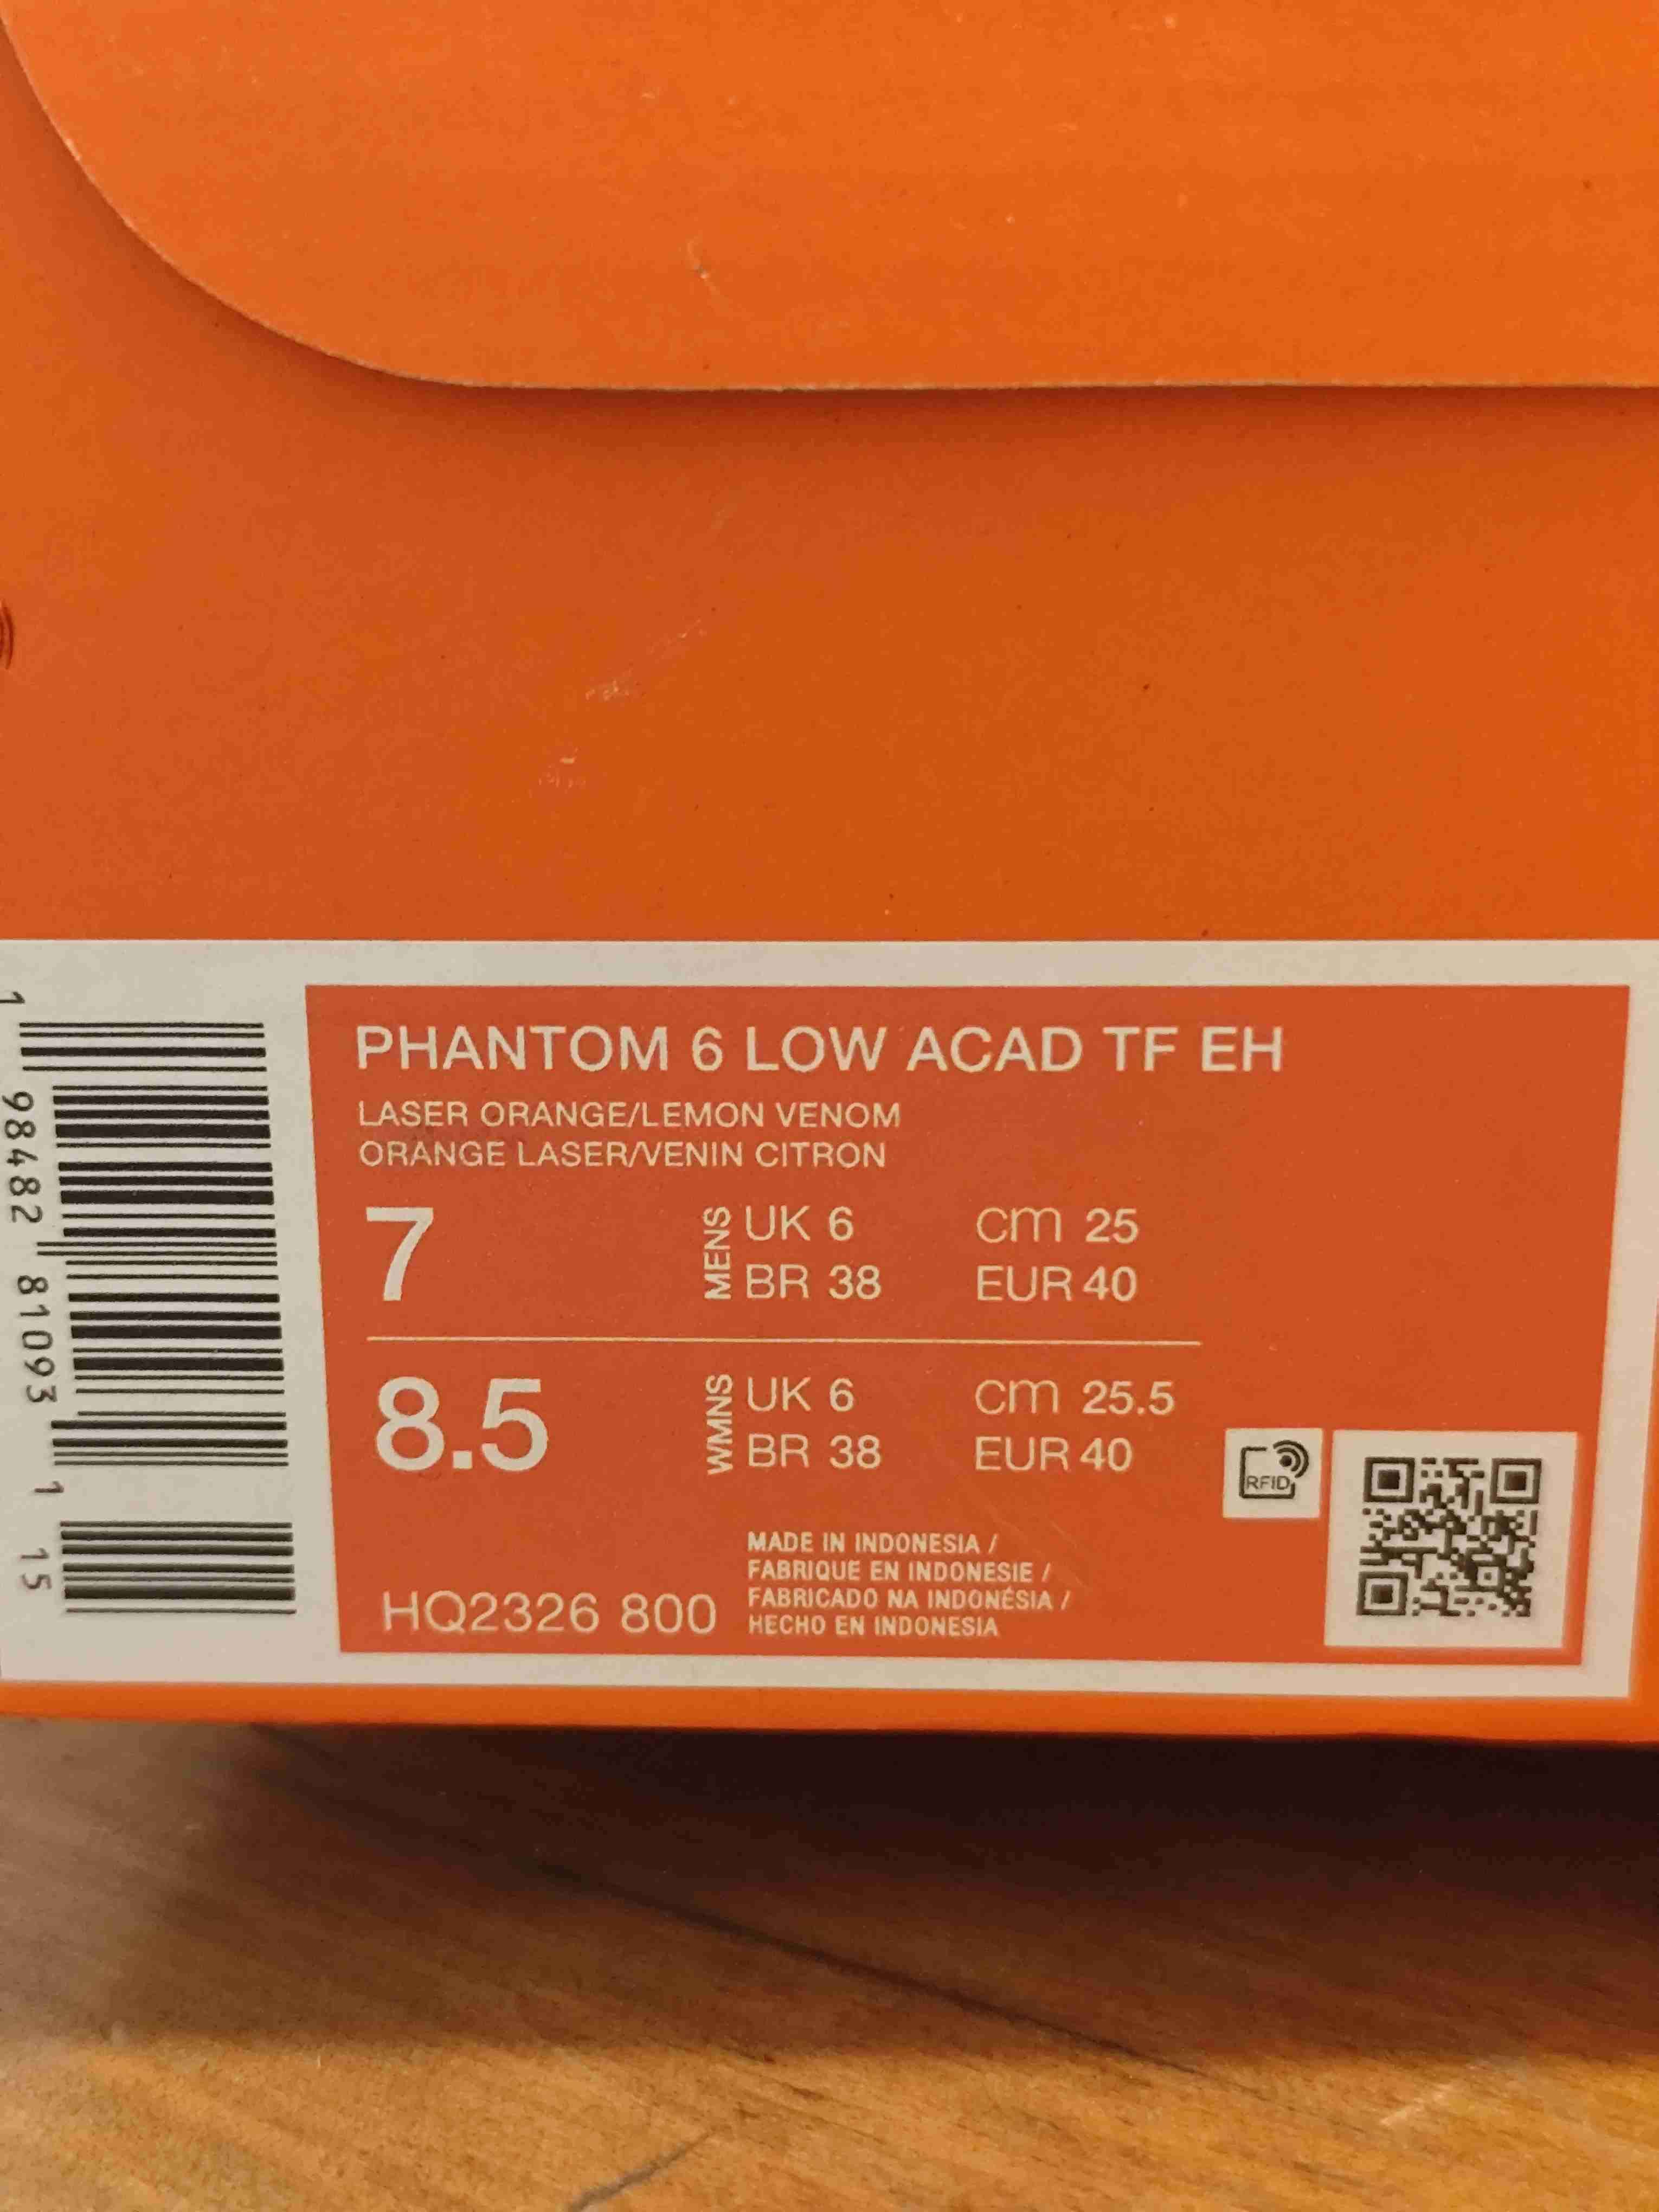 1 98482 81093 1 15
PHANTOM 6 LOW ACAD TF EH
LASER ORANGE/LEMON VENOM
ORANGE LASER/VENIN CITRON
7 MENS UK 6 cm 25
BR 38 EUR 40
8.5 WMNS UK 6 cm 25.5
BR 38 EUR 40
RFID
MADE IN INDONESIA /
FABRIQUE EN INDONESIE /
FABRICADO NA INDONÉSIA /
HECHO EN INDONESIA
HQ2326 800